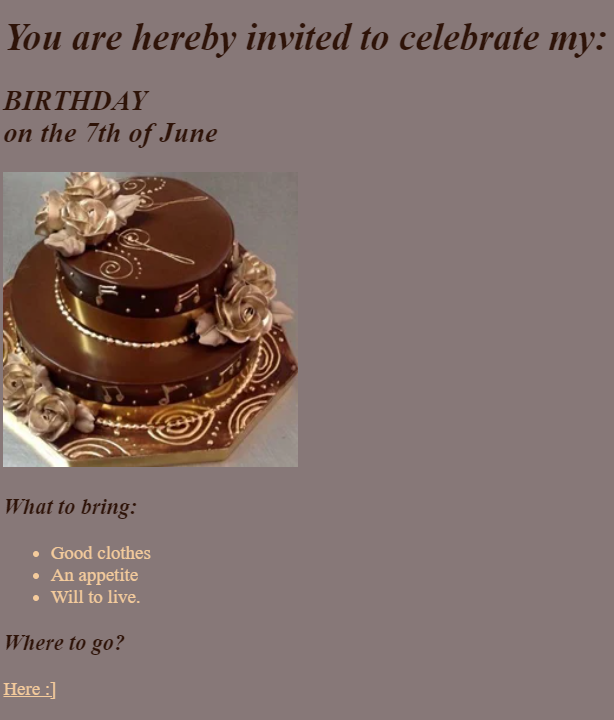 You are hereby invited to celebrate my:
BIRTHDAY
on the 7th of June
What to bring:
Good clothes
An appetite
Will to live.
Where to go?
Here :]